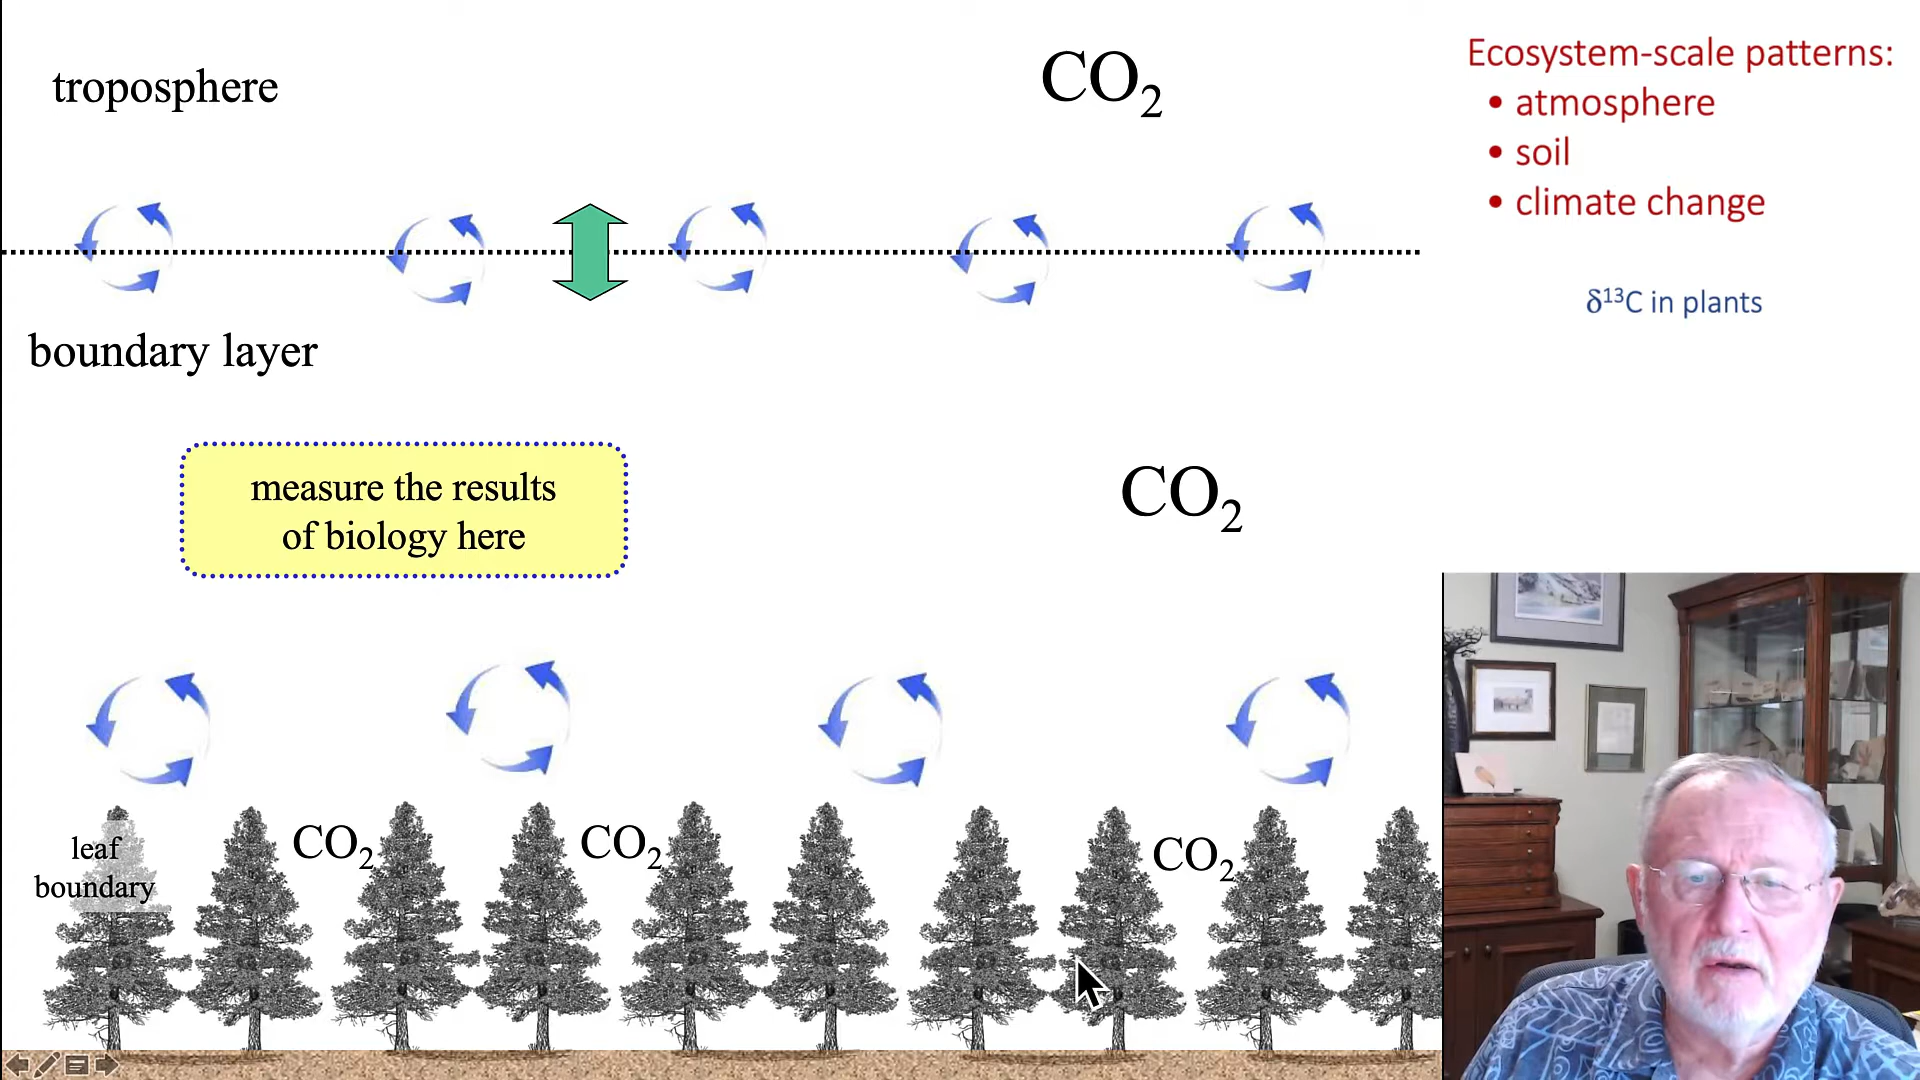 troposphere
CO₂
Ecosystem-scale patterns:
• atmosphere
• soil
• climate change
δ¹³C in plants
boundary layer
measure the results
of biology here
CO₂
leaf
boundary
CO₂
CO₂
CO₂